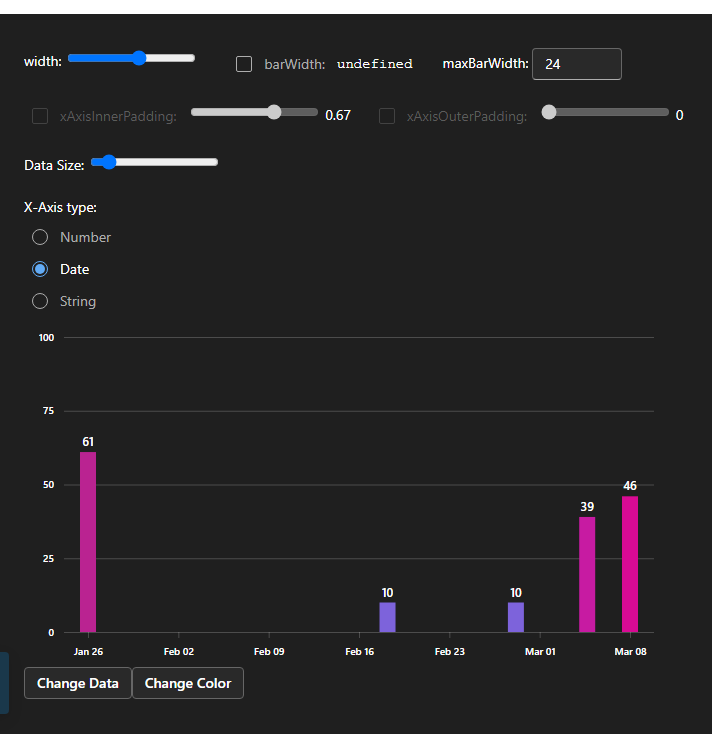 width: barWidth: undefined maxBarWidth: 24
xAxisInnerPadding: 0.67 xAxisOuterPadding: 0
Data Size:
X-Axis type:
Number
Date
String
100
75
61
50
46
39
25
10 10
0
Jan 26 Feb 02 Feb 09 Feb 16 Feb 23 Mar 01 Mar 08
Change Data Change Color